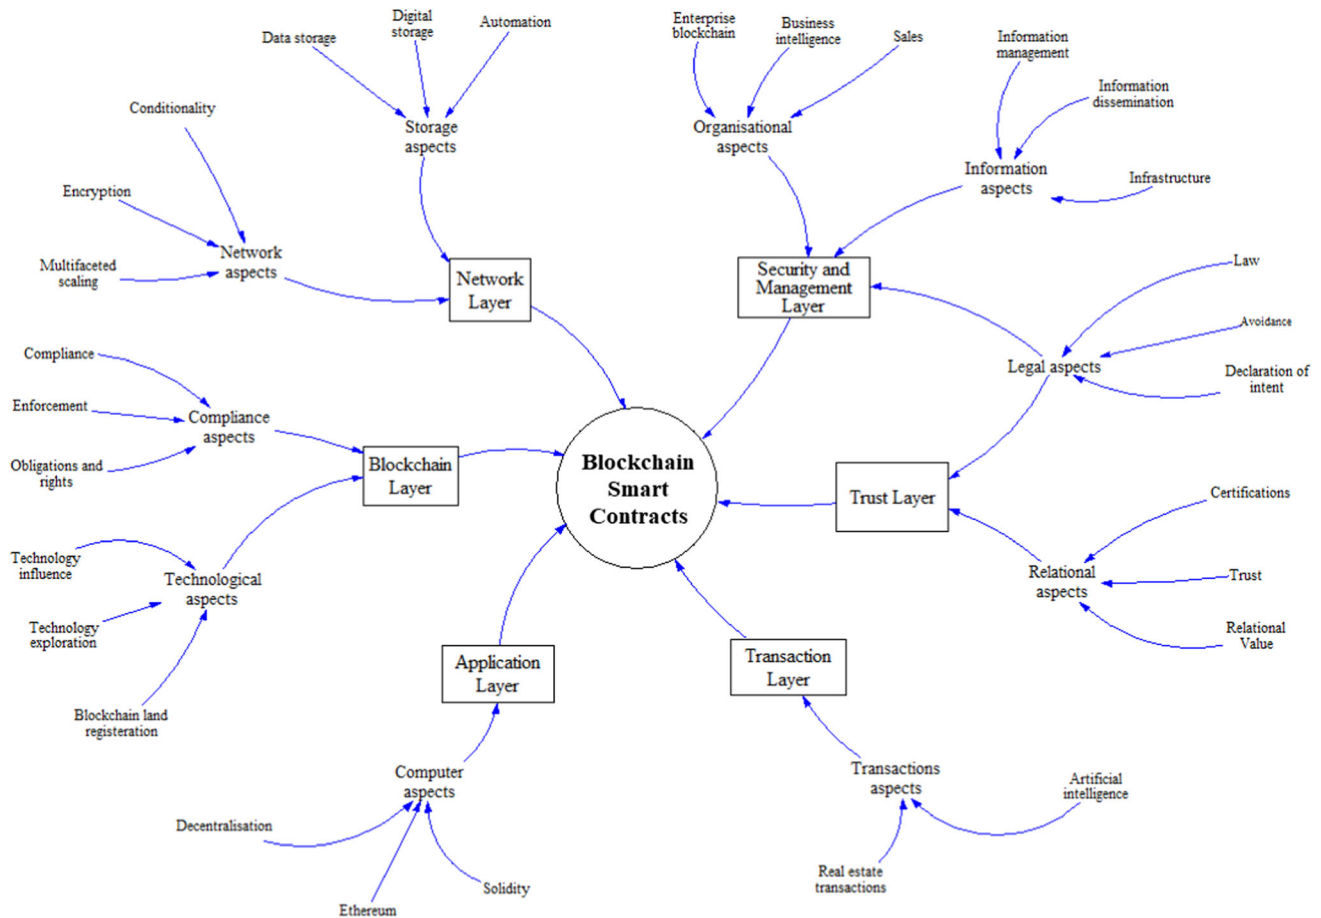 Data storage
Digital
storage
Automation
Storage
aspects
Conditionality
Encryption
Multifaceted
scaling
Network
aspects
Network
Layer
Enterprise
blockchain
Business
intelligence
Sales
Organisational
aspects
Information
management
Information
dissemination
Infrastructure
Information
aspects
Security and
Management
Layer
Law
Avoidance
Declaration of
intent
Legal aspects
Compliance
Enforcement
Obligations and
rights
Compliance
aspects
Blockchain
Layer
Blockchain
Smart
Contracts
Trust Layer
Certifications
Trust
Relational
Value
Relational
aspects
Technology
influence
Technology
exploration
Blockchain land
registeration
Technological
aspects
Application
Layer
Transaction
Layer
Computer
aspects
Decentralisation
Ethereum
Solidity
Transactions
aspects
Artificial
intelligence
Real estate
transactions